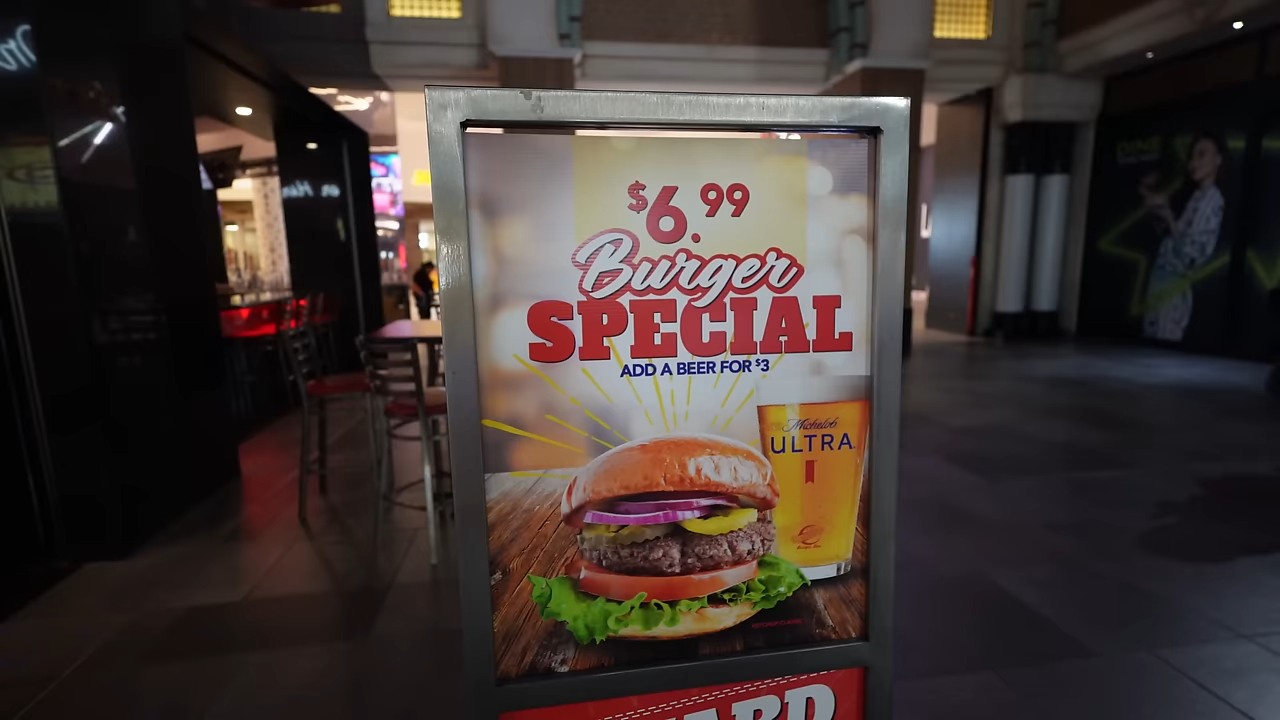 $6.99
Burger
SPECIAL
ADD A BEER FOR $3
Michelob
ULTRA